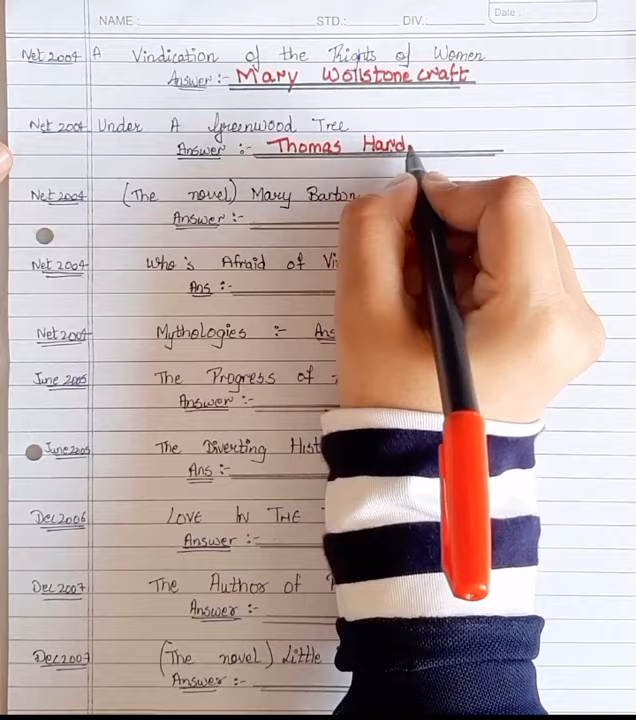 NAME : STD.: DIV.: Date :
Net 2004 A Vindication of the Rights of Women
Answer :- Mary Wollstonecraft
Net 2004 Under A Greenwood Tree
Answer :- Thomas Hard
Net 2004 (The novel) Mary Barton
Answer :-
Net 2004 Who's Afraid of Vi
Ans :-
Net 2004 Mythologies :- Ans
June 2005 The Progress of
Answer :-
June 2005 The Diverting Hist
Ans :-
Dec 2006 LOVE IN THE
Answer :-
Dec 2007 The Author of
Answer :-
Dec 2007 (The novel) Little
Answer :-